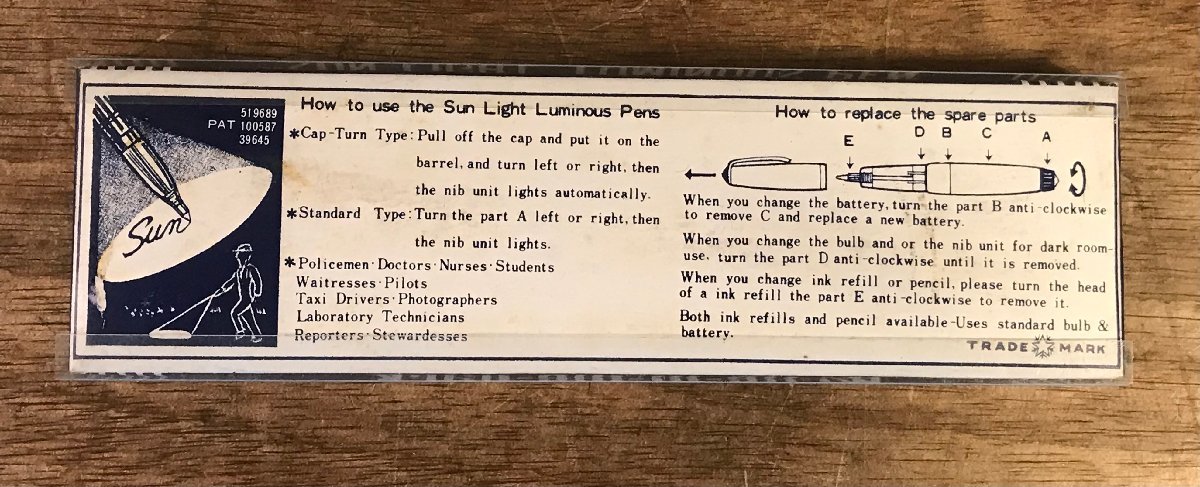 519689
PAT 100587
39645
Sun
How to use the Sun Light Luminous Pens
*Cap-Turn Type: Pull off the cap and put it on the
barrel, and turn left or right, then
the nib unit lights automatically.
*Standard Type: Turn the part A left or right, then
the nib unit lights.
*Policemen·Doctors·Nurses·Students
Waitresses·Pilots
Taxi Drivers·Photographers
Laboratory Technicians
Reporters·Stewardesses
How to replace the spare parts
E D B C A
When you change the battery, turn the part B anti-clockwise
to remove C and replace a new battery.
When you change the bulb and or the nib unit for dark room-
use, turn the part D anti-clockwise until it is removed.
When you change ink refill or pencil, please turn the head
of a ink refill the part E anti-clockwise to remove it.
Both ink refills and pencil available-Uses standard bulb &
battery.
TRADE MARK